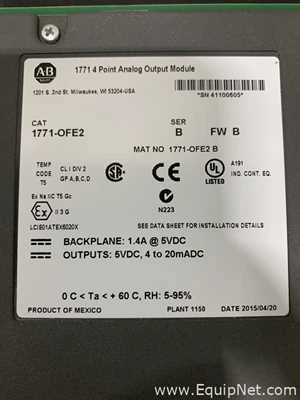 AB
1771 4 Point Analog Output Module
ALLEN-BRADLEY
1201 S. 2nd St. Milwaukee, WI 53204-USA
*SN 41100605*
CAT
SER
1771-OFE2
B
FW B
MAT NO 1771-OFE2 B
TEMP
CODE
T5
CL I DIV 2
GP A,B,C,D
UL
LISTED
A191
IND. CONT. EQ.
Ex Na IIC T5 Gc
N223
Ex
II 3 G
LCIE01ATEX6020X
SEE DATA SHEET FOR INSTALLATION DETAILS
BACKPLANE: 1.4A @ 5VDC
OUTPUTS: 5VDC, 4 to 20mADC
0 C < Ta < + 60 C, RH: 5-95%
PRODUCT OF MEXICO
PLANT 1150
DATE 2015/04/20
© www.EquipNet.com